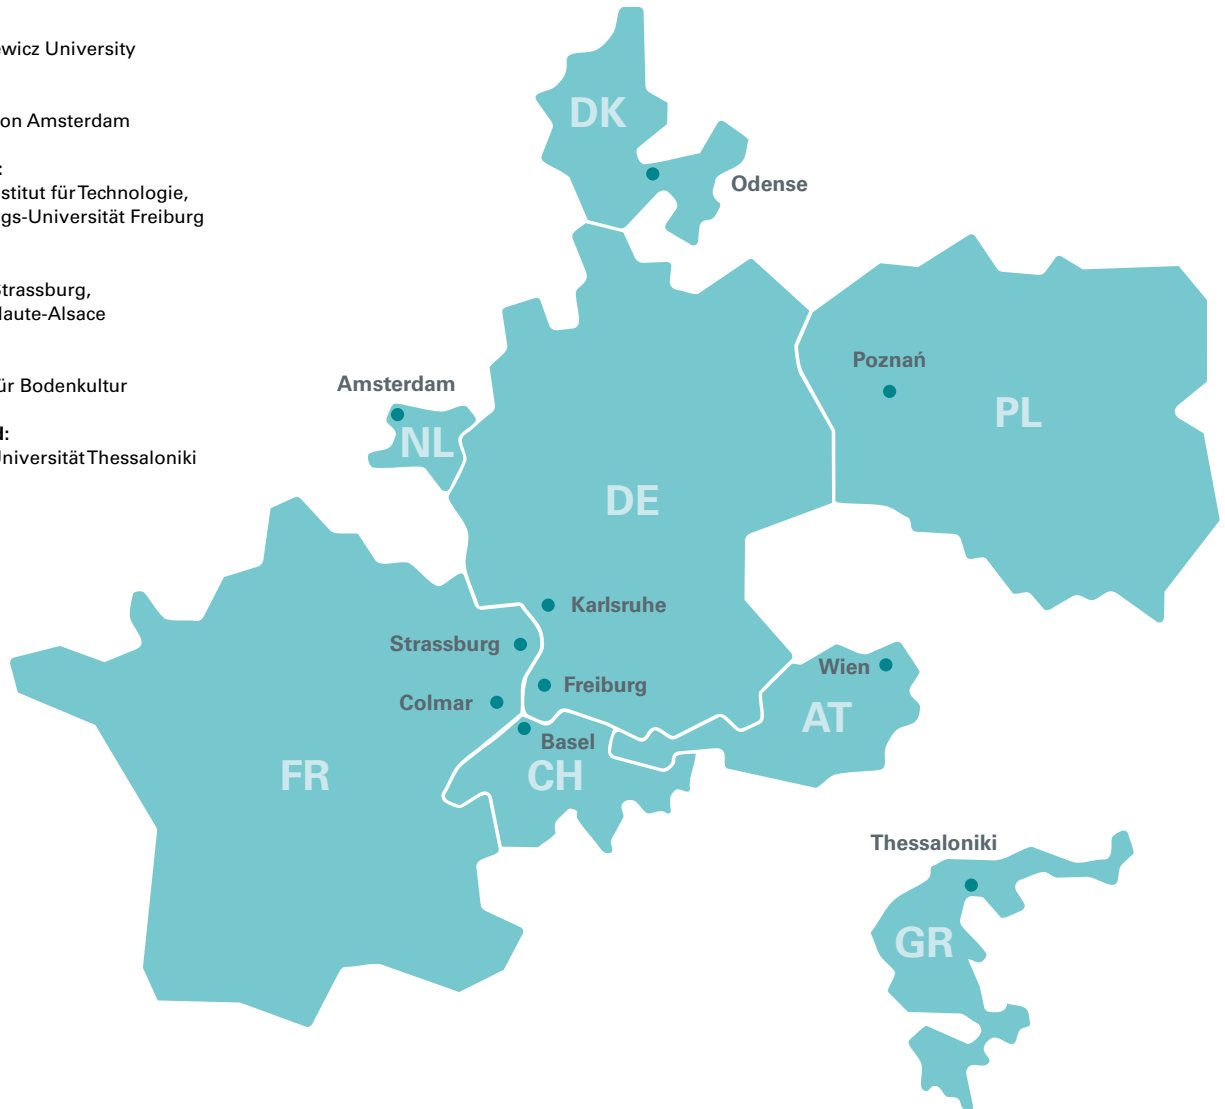 wicz University
on Amsterdam
:
stitut für Technologie,
gs-Universität Freiburg
Strassburg,
Haute-Alsace
ür Bodenkultur
d:
Universität Thessaloniki
DK
Odense
Poznań
PL
Amsterdam
NL
DE
Karlsruhe
Strassburg
Freiburg
Colmar
Wien
AT
Basel
CH
FR
Thessaloniki
GR